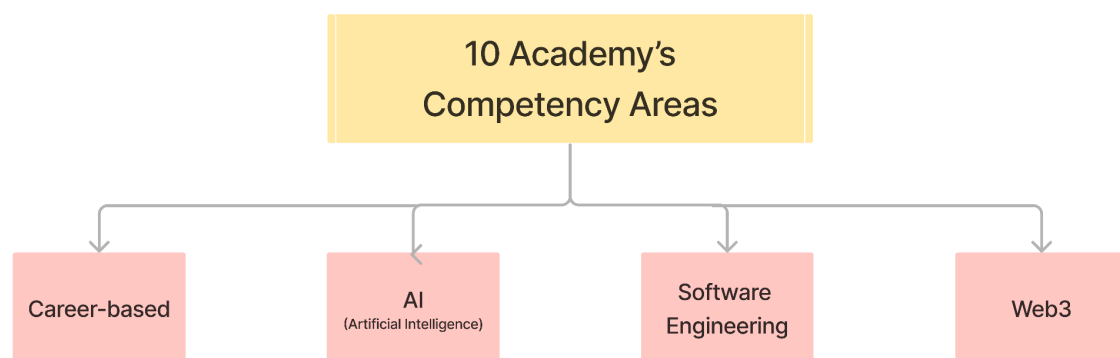 10 Academy’s
Competency Areas
Career-based
AI
(Artificial Intelligence)
Software
Engineering
Web3